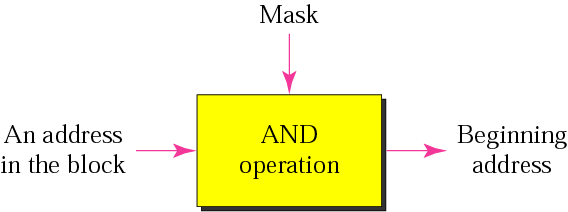 Mask
An address
in the block
AND
operation
Beginning
address